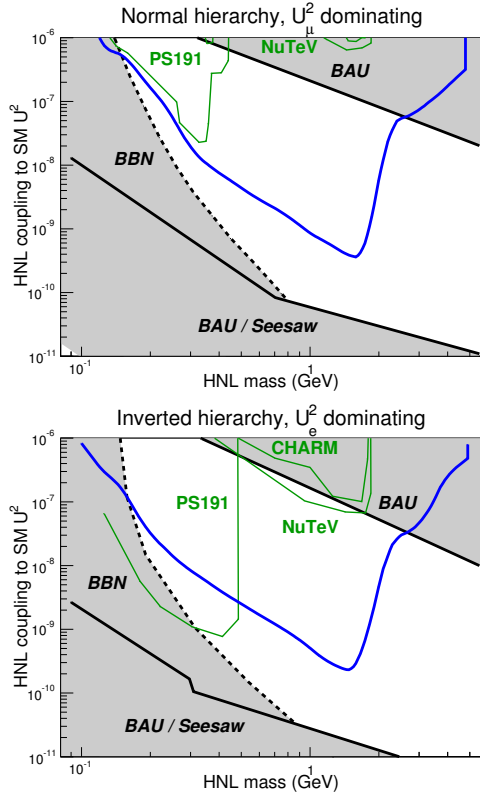 Normal hierarchy, U²μ dominating
HNL coupling to SM U²
10⁻⁶
10⁻⁷
10⁻⁸
10⁻⁹
10⁻¹⁰
10⁻¹¹
PS191
NuTeV
BAU
BBN
BAU / Seesaw
10⁻¹
1
HNL mass (GeV)
Inverted hierarchy, U²e dominating
HNL coupling to SM U²
10⁻⁶
10⁻⁷
10⁻⁸
10⁻⁹
10⁻¹⁰
10⁻¹¹
CHARM
PS191
BAU
NuTeV
BBN
BAU / Seesaw
10⁻¹
1
HNL mass (GeV)